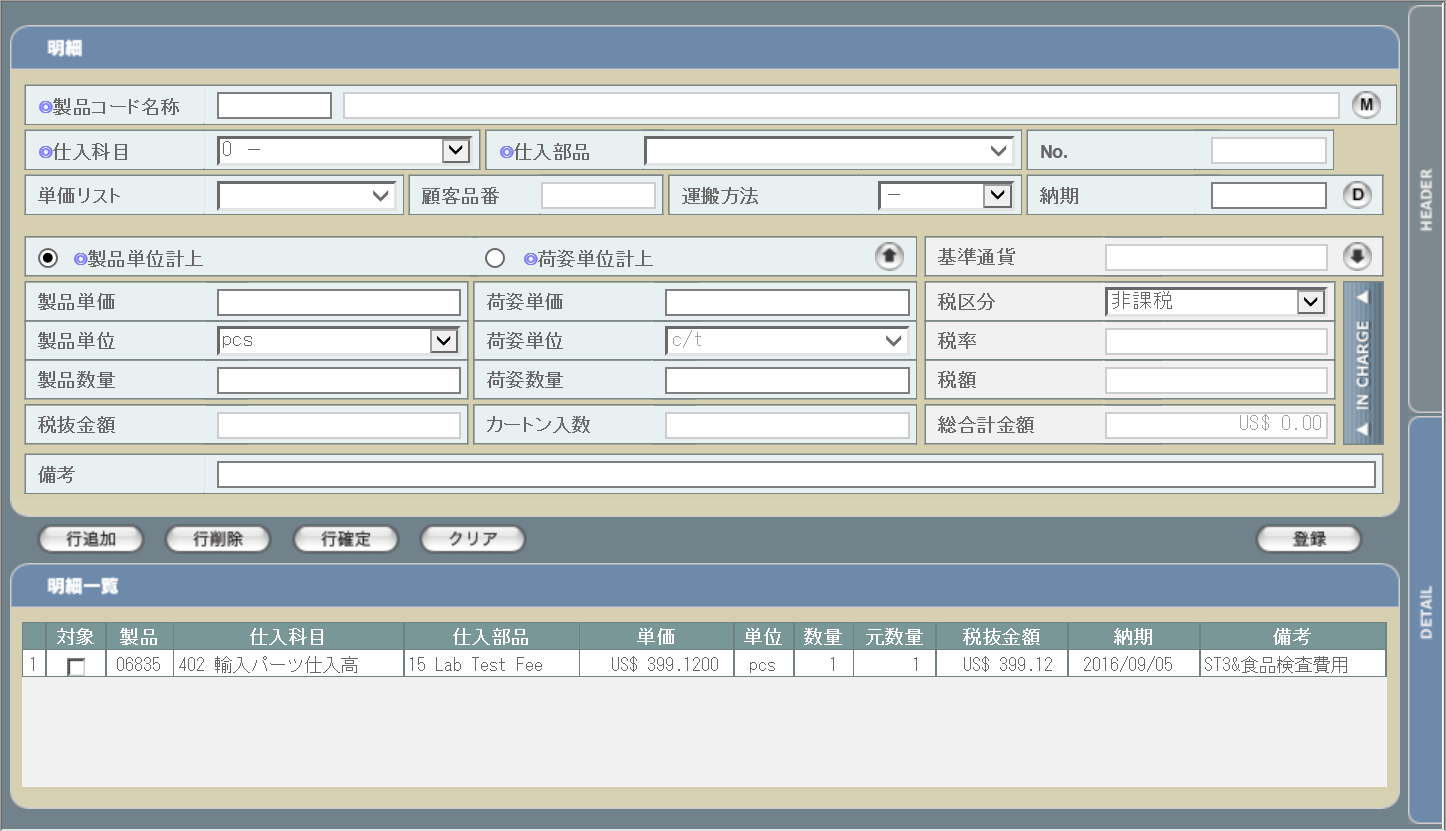 明細
◎製品コード名称 M
◎仕入科目 0 － ◎仕入部品 No.
単価リスト 顧客品番 運搬方法 － 納期 D
◎製品単位計上 ◎荷姿単位計上 基準通貨
製品単価 荷姿単価 税区分 非課税
製品単位 pcs 荷姿単位 c/t 税率
製品数量 荷姿数量 税額
税抜金額 カートン入数 総合計金額 US$ 0.00
備考
IN CHARGE
HEADER
DETAIL
行追加 行削除 行確定 クリア 登録
明細一覧
対象 製品 仕入科目 仕入部品 単価 単位 数量 元数量 税抜金額 納期 備考
1 06835 402 輸入パーツ仕入高 15 Lab Test Fee US$ 399.1200 pcs 1 1 US$ 399.12 2016/09/05 ST3&食品検査費用